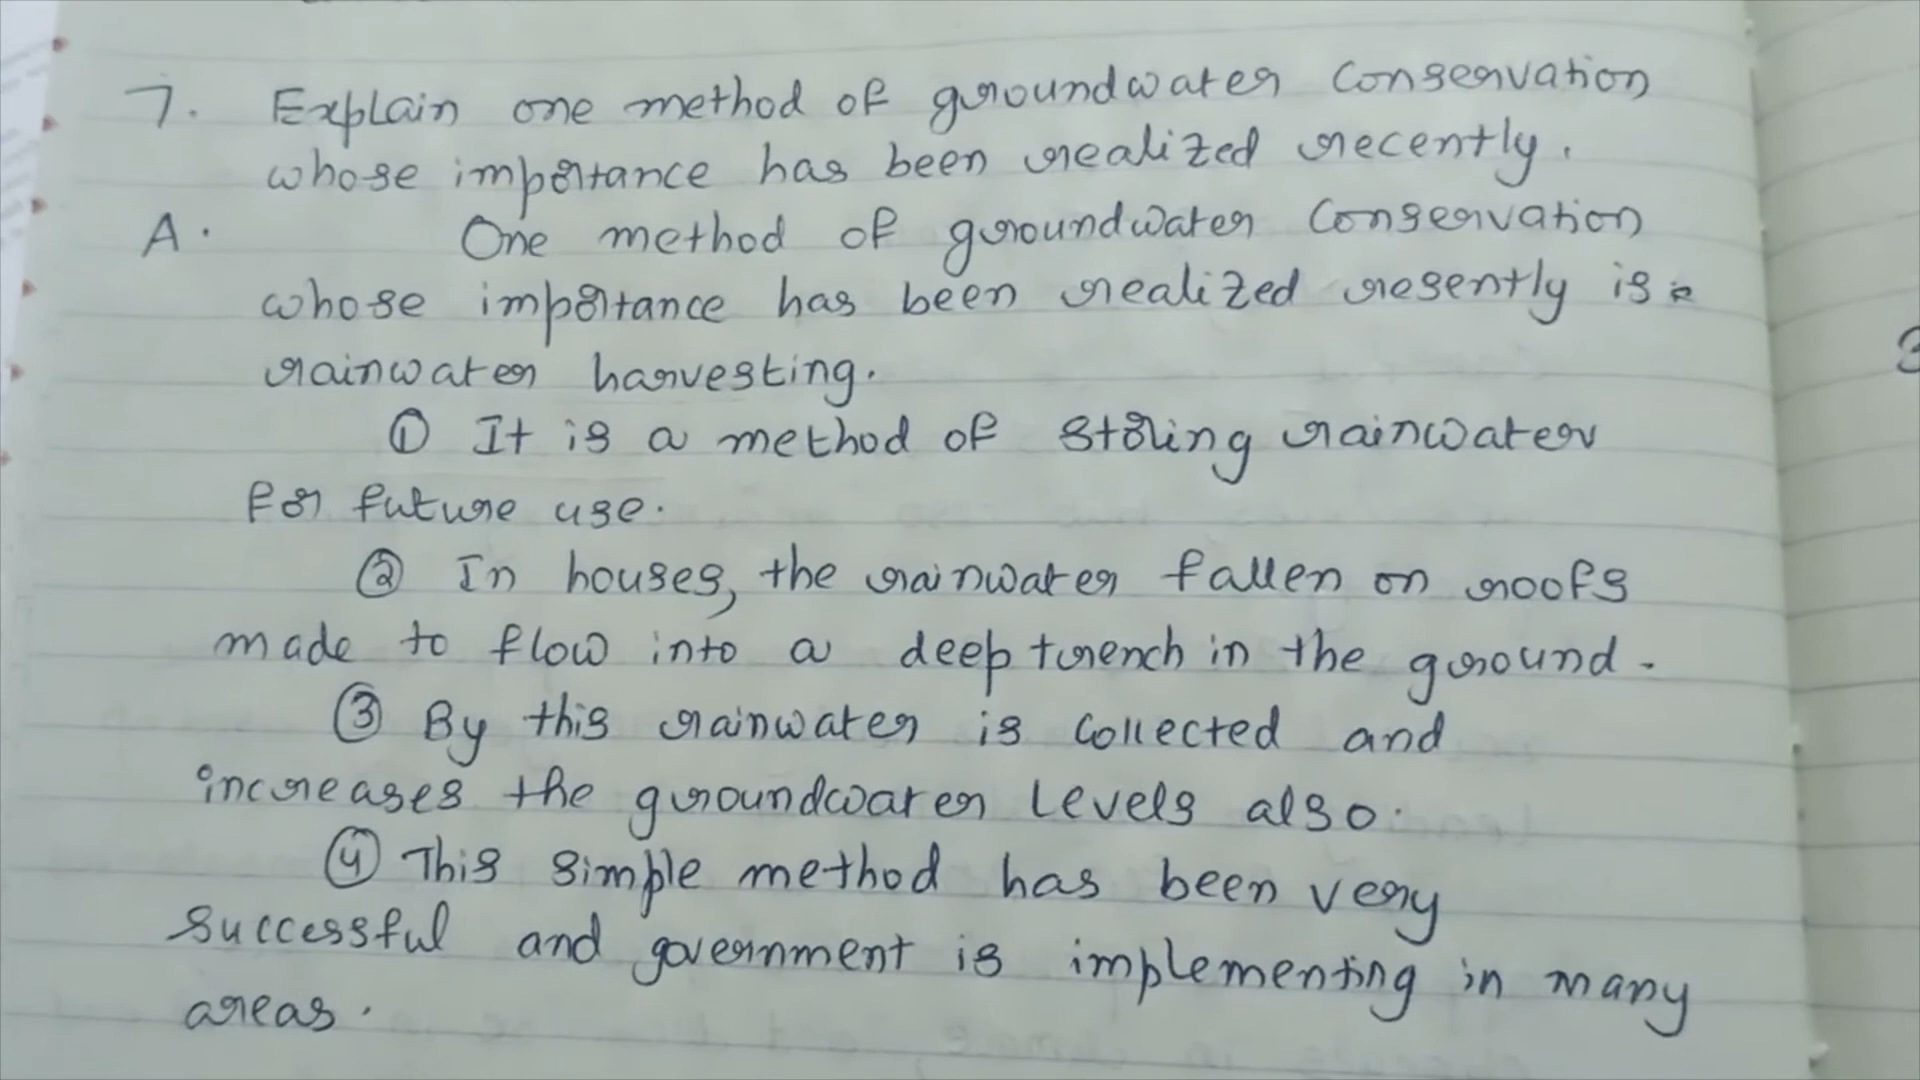 7. Explain one method of groundwater conservation
whose importance has been realized recently.
A. One method of groundwater conservation
whose importance has been realized resently is
rainwater harvesting.
① It is a method of storing rainwater
for future use.
② In houses, the rainwater fallen on roofs
made to flow into a deep trench in the ground.
③ By this rainwater is collected and
increases the groundwater levels also.
④ This simple method has been very
successful and government is implementing in many
areas.
3